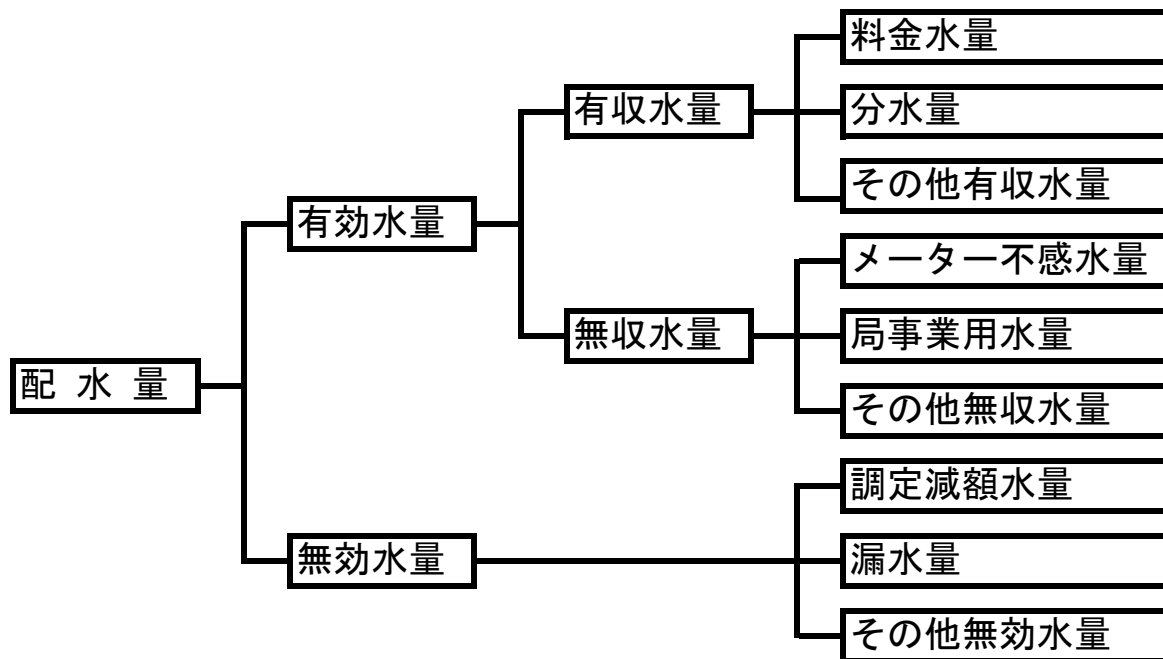 料金水量
有収水量
分水量
その他有収水量
有効水量
メーター不感水量
無収水量
局事業用水量
配 水 量
その他無収水量
調定減額水量
無効水量
漏水量
その他無効水量